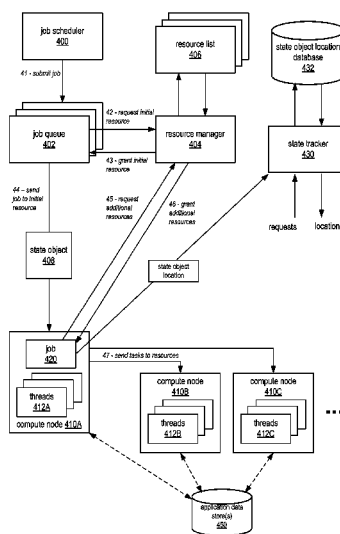 job scheduler
400
41 - submit job
job queue
402
42 - request initial
resource
43 - grant initial
resource
resource list
406
resource manager
404
state object location
database
432
state tracker
430
requests
location
44 – send
job to initial
resource
45 - request
additional
resources
46 - grant
additional
resources
state object
408
state object
location
job
420
threads
412A
compute node 410A
47 - send tasks to resources
compute node
410B
threads
412B
compute node
410C
threads
412C
application data
store(s)